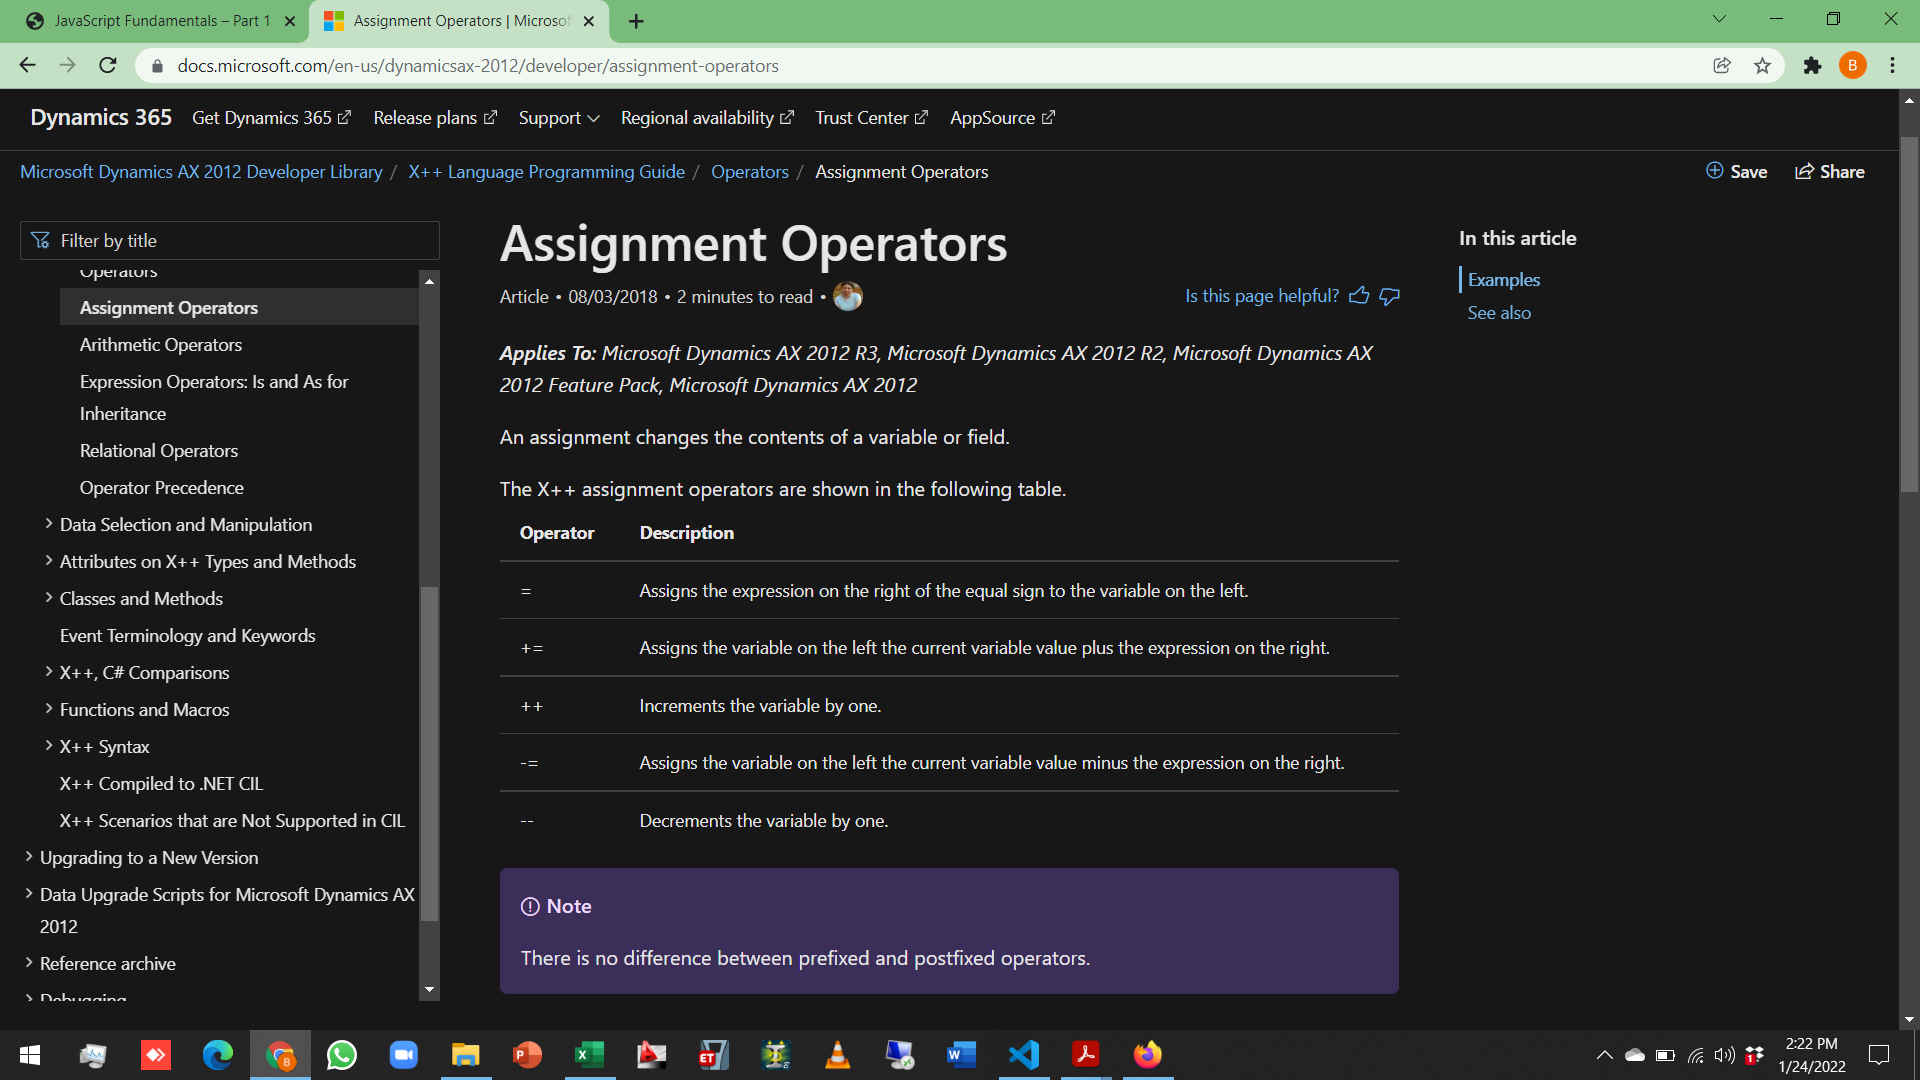 JavaScript Fundamentals – Part 1
Assignment Operators | Microsof
docs.microsoft.com/en-us/dynamicsax-2012/developer/assignment-operators
B
Dynamics 365
Get Dynamics 365
Release plans
Support
Regional availability
Trust Center
AppSource
Microsoft Dynamics AX 2012 Developer Library / X++ Language Programming Guide / Operators / Assignment Operators
Save
Share
Filter by title
Operators
Assignment Operators
Arithmetic Operators
Expression Operators: Is and As for
Inheritance
Relational Operators
Operator Precedence
Data Selection and Manipulation
Attributes on X++ Types and Methods
Classes and Methods
Event Terminology and Keywords
X++, C# Comparisons
Functions and Macros
X++ Syntax
X++ Compiled to .NET CIL
X++ Scenarios that are Not Supported in CIL
Upgrading to a New Version
Data Upgrade Scripts for Microsoft Dynamics AX
2012
Reference archive
Debugging
Assignment Operators
Article • 08/03/2018 • 2 minutes to read •
Is this page helpful?
Applies To: Microsoft Dynamics AX 2012 R3, Microsoft Dynamics AX 2012 R2, Microsoft Dynamics AX
2012 Feature Pack, Microsoft Dynamics AX 2012
An assignment changes the contents of a variable or field.
The X++ assignment operators are shown in the following table.
Operator Description
= Assigns the expression on the right of the equal sign to the variable on the left.
+= Assigns the variable on the left the current variable value plus the expression on the right.
++ Increments the variable by one.
-= Assigns the variable on the left the current variable value minus the expression on the right.
-- Decrements the variable by one.
Note
There is no difference between prefixed and postfixed operators.
In this article
Examples
See also
2:22 PM
1/24/2022